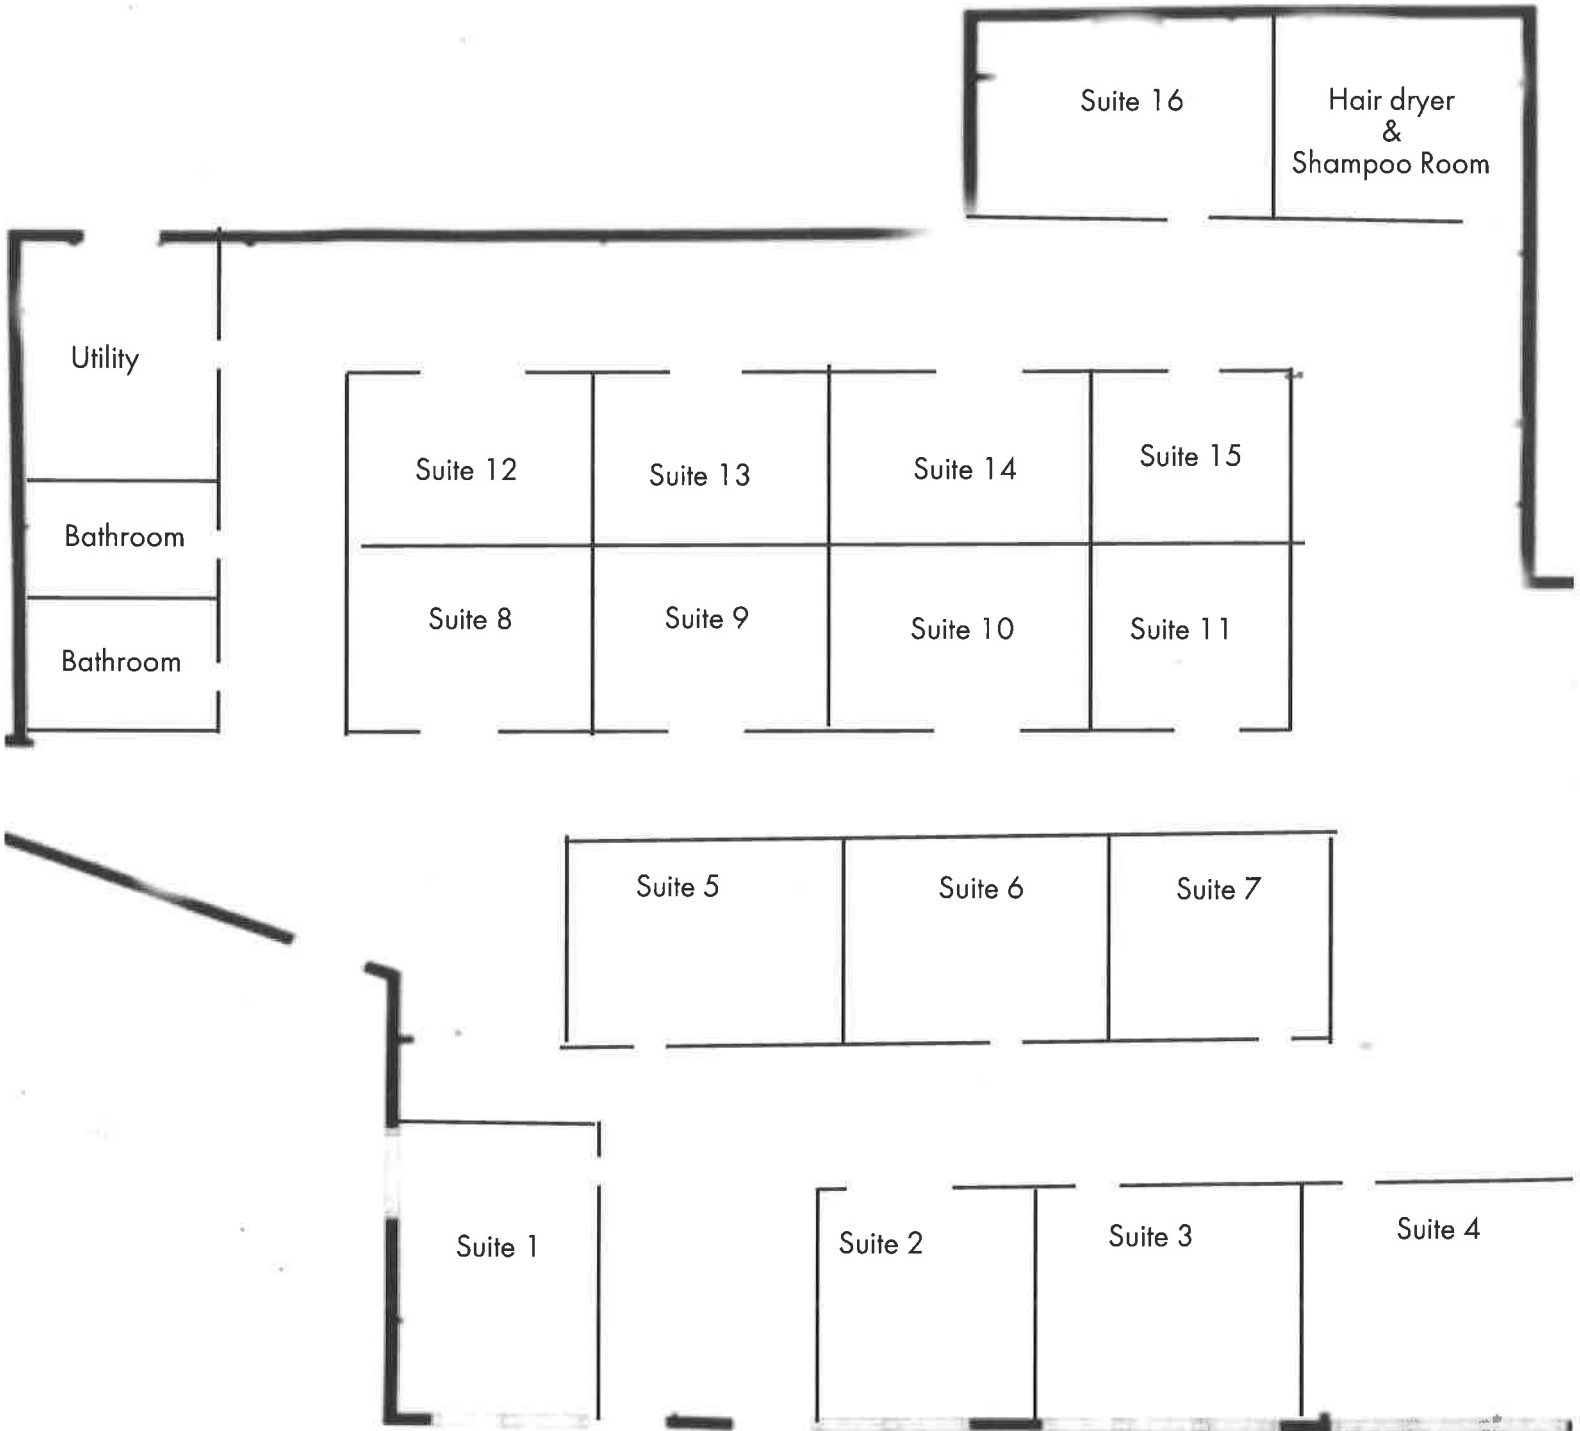 Suite 16
Hair dryer
&
Shampoo Room
Utility
Suite 12
Suite 13
Suite 14
Suite 15
Bathroom
Suite 8
Suite 9
Suite 10
Suite 11
Bathroom
Suite 5
Suite 6
Suite 7
Suite 1
Suite 2
Suite 3
Suite 4